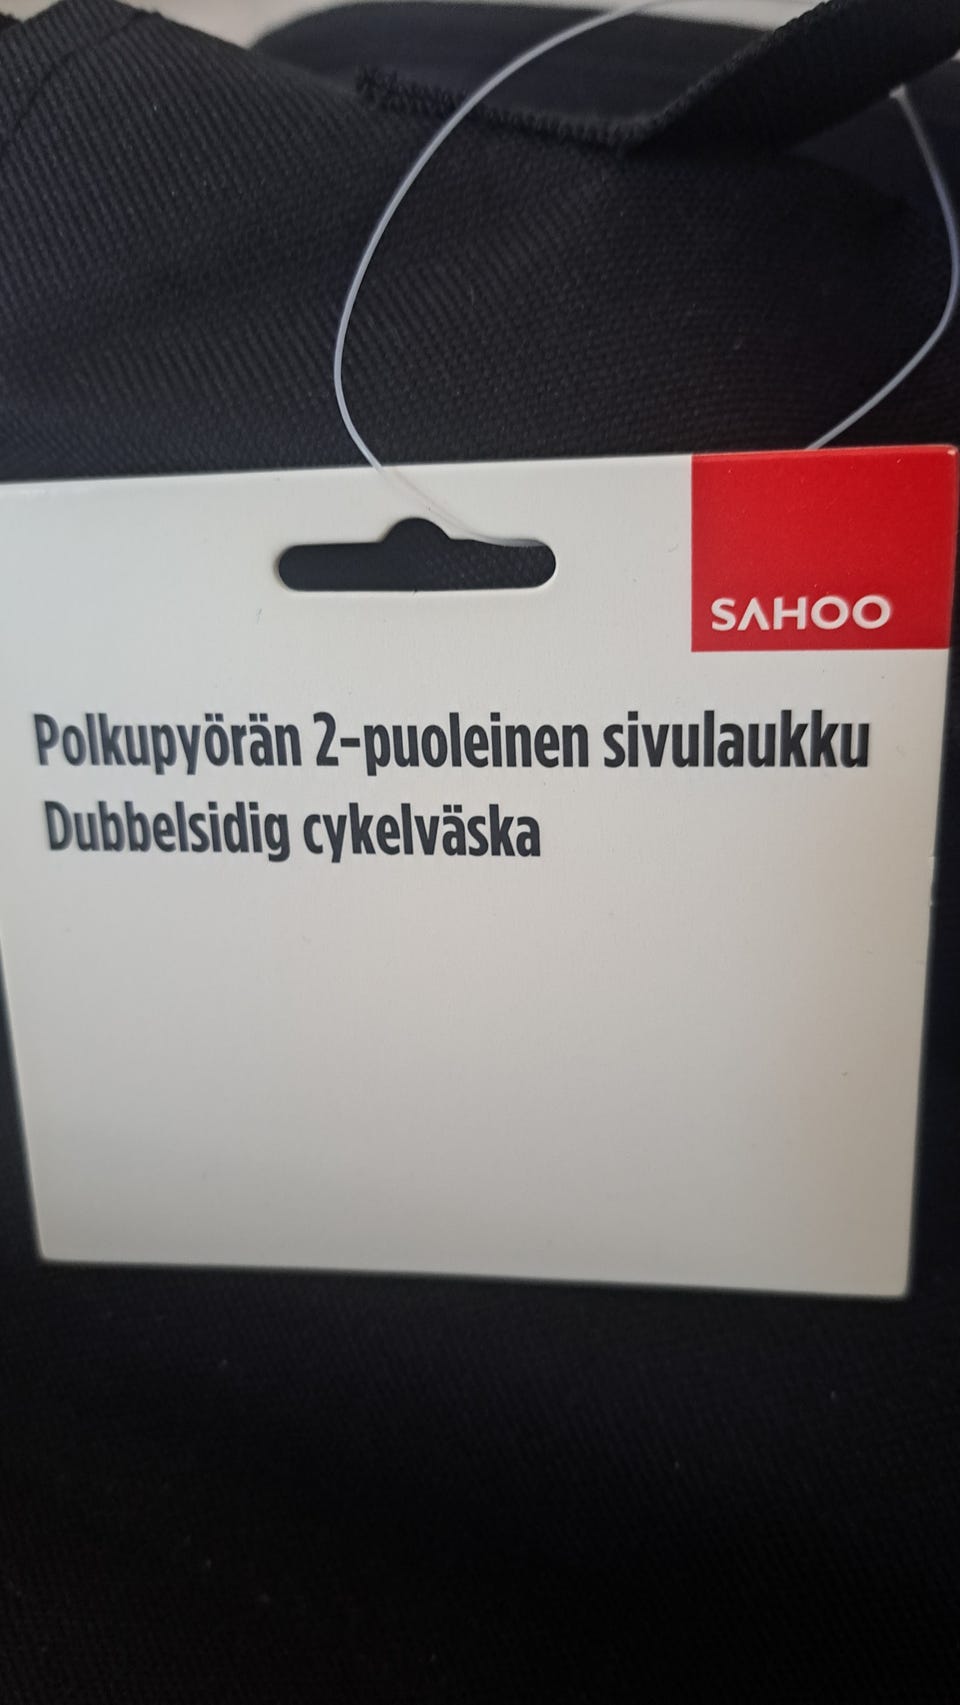 SAHOO
Polkupyörän 2-puoleinen sivulaukku
Dubbelsidig cykelväska